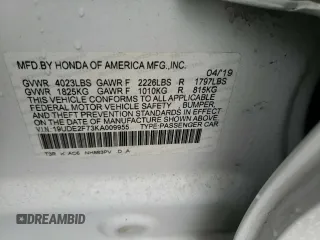 MFD.BY HONDA OF AMERICA MFG.,INC.
04/19
GVWR 4023LBS GAWR F 2226LBS R 1797LBS
GVWR 1825KG GAWR F 1010KG R 815KG
THIS VEHICLE CONFORMS TO ALL APPLICABLE
FEDERAL MOTOR VEHICLE SAFETY, BUMPER,
AND THEFT PREVENTION STANDARDS IN EFFECT
ON THE DATE OF MANUFACTURE SHOWN ABOVE.
V.I.N.:19UDE2F73KA009955 TYPE:PASSENGER CAR
NH883PV
AUTOBIDMASTER